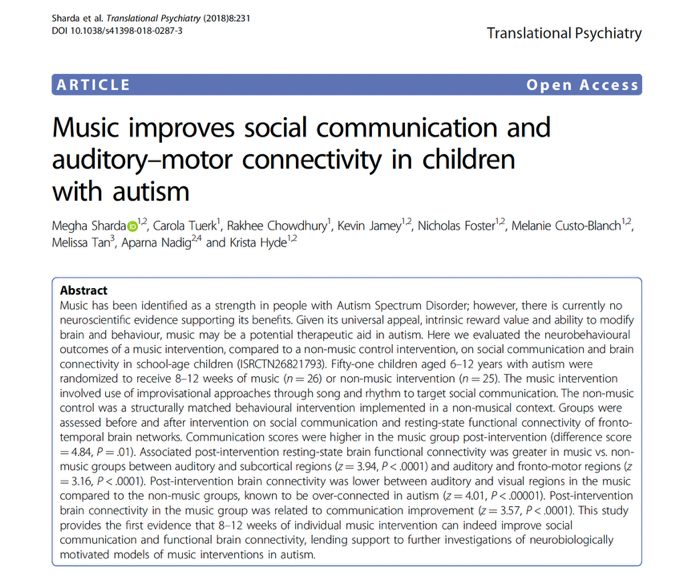 Sharda et al. Translational Psychiatry (2018)8:231
DOI 10.1038/s41398-018-0287-3
Translational Psychiatry
ARTICLE
Open Access
Music improves social communication and
auditory–motor connectivity in children
with autism
Megha Sharda iD 1,2, Carola Tuerk1, Rakhee Chowdhury1, Kevin Jamey1,2, Nicholas Foster1,2, Melanie Custo-Blanch1,2,
Melissa Tan3, Aparna Nadig2,4 and Krista Hyde1,2
Abstract
Music has been identified as a strength in people with Autism Spectrum Disorder; however, there is currently no
neuroscientific evidence supporting its benefits. Given its universal appeal, intrinsic reward value and ability to modify
brain and behaviour, music may be a potential therapeutic aid in autism. Here we evaluated the neurobehavioural
outcomes of a music intervention, compared to a non-music control intervention, on social communication and brain
connectivity in school-age children (ISRCTN26821793). Fifty-one children aged 6–12 years with autism were
randomized to receive 8–12 weeks of music (n = 26) or non-music intervention (n = 25). The music intervention
involved use of improvisational approaches through song and rhythm to target social communication. The non-music
control was a structurally matched behavioural intervention implemented in a non-musical context. Groups were
assessed before and after intervention on social communication and resting-state functional connectivity of fronto-
temporal brain networks. Communication scores were higher in the music group post-intervention (difference score
= 4.84, P = .01). Associated post-intervention resting-state brain functional connectivity was greater in music vs. non-
music groups between auditory and subcortical regions (z = 3.94, P < .0001) and auditory and fronto-motor regions (z
= 3.16, P < .0001). Post-intervention brain connectivity was lower between auditory and visual regions in the music
compared to the non-music groups, known to be over-connected in autism (z = 4.01, P < .00001). Post-intervention
brain connectivity in the music group was related to communication improvement (z = 3.57, P < .0001). This study
provides the first evidence that 8–12 weeks of individual music intervention can indeed improve social
communication and functional brain connectivity, lending support to further investigations of neurobiologically
motivated models of music interventions in autism.